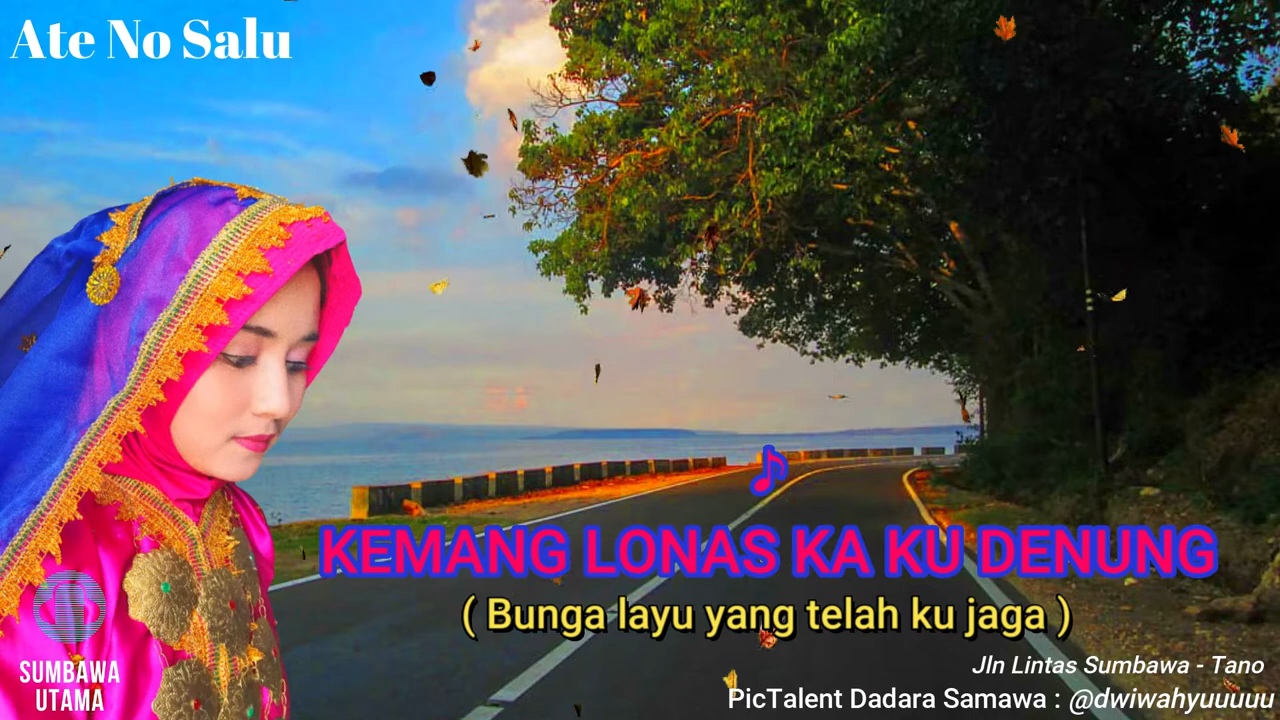 Ate No Salu
KEMANG LONAS KA KU DENUNG
( Bunga layu yang telah ku jaga )
Jln Lintas Sumbawa - Tano
PicTalent Dadara Samawa : @dwiwahyuuuuu
SUMBAWA
UTAMA